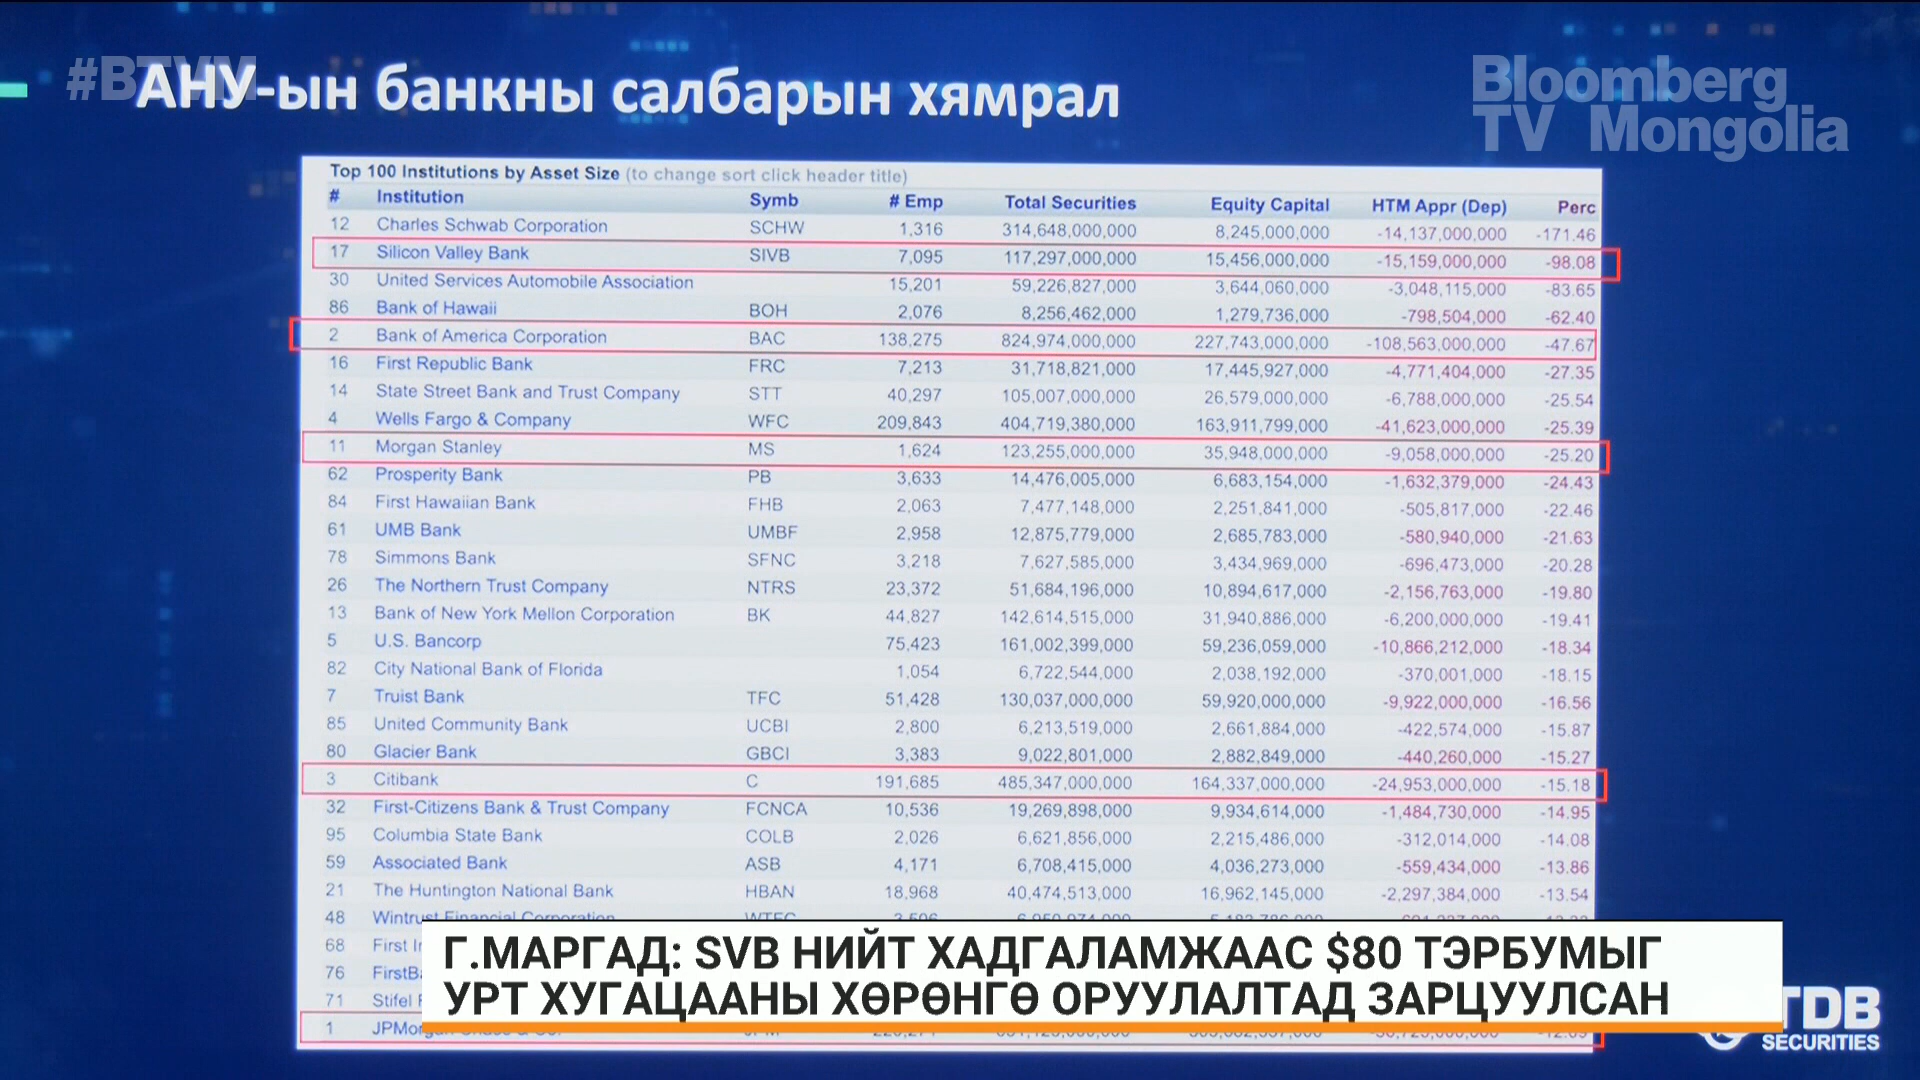 #BTVM
АНУ-ын банкны салбарын хямрал
Bloomberg
TV Mongolia
Top 100 Institutions by Asset Size (to change sort click header title)
# Institution Symb # Emp Total Securities Equity Capital HTM Appr (Dep) Perc
12 Charles Schwab Corporation SCHW 1,316 314,648,000,000 8,245,000,000 -14,137,000,000 -171.46
17 Silicon Valley Bank SIVB 7,095 117,297,000,000 15,456,000,000 -15,159,000,000 -98.08
30 United Services Automobile Association 15,201 59,226,827,000 3,644,060,000 -3,048,115,000 -83.65
86 Bank of Hawaii BOH 2,076 8,256,462,000 1,279,736,000 -798,504,000 -62.40
2 Bank of America Corporation BAC 138,275 824,974,000,000 227,743,000,000 -108,563,000,000 -47.67
16 First Republic Bank FRC 7,213 31,718,821,000 17,445,927,000 -4,771,404,000 -27.35
14 State Street Bank and Trust Company STT 40,297 105,007,000,000 26,579,000,000 -6,788,000,000 -25.54
4 Wells Fargo & Company WFC 209,843 404,719,380,000 163,911,799,000 -41,623,000,000 -25.39
11 Morgan Stanley MS 1,624 123,255,000,000 35,948,000,000 -9,058,000,000 -25.20
62 Prosperity Bank PB 3,633 14,476,005,000 6,683,154,000 -1,632,379,000 -24.43
84 First Hawaiian Bank FHB 2,063 7,477,148,000 2,251,841,000 -505,817,000 -22.46
61 UMB Bank UMBF 2,958 12,875,779,000 2,685,783,000 -580,940,000 -21.63
78 Simmons Bank SFNC 3,218 7,627,585,000 3,434,969,000 -696,473,000 -20.28
26 The Northern Trust Company NTRS 23,372 51,684,196,000 10,894,617,000 -2,156,763,000 -19.80
13 Bank of New York Mellon Corporation BK 44,827 142,614,515,000 31,940,886,000 -6,200,000,000 -19.41
5 U.S. Bancorp 75,423 161,002,399,000 59,236,059,000 -10,866,212,000 -18.34
82 City National Bank of Florida 1,054 6,722,544,000 2,038,192,000 -370,001,000 -18.15
7 Truist Bank TFC 51,428 130,037,000,000 59,920,000,000 -9,922,000,000 -16.56
85 United Community Bank UCBI 2,800 6,213,519,000 2,661,884,000 -422,574,000 -15.87
80 Glacier Bank GBCI 3,383 9,022,801,000 2,882,849,000 -440,260,000 -15.27
3 Citibank C 191,685 485,347,000,000 164,337,000,000 -24,953,000,000 -15.18
32 First-Citizens Bank & Trust Company FCNCA 10,536 19,269,898,000 9,934,614,000 -1,484,730,000 -14.95
95 Columbia State Bank COLB 2,026 6,621,856,000 2,215,486,000 -312,014,000 -14.08
59 Associated Bank ASB 4,171 6,708,415,000 4,036,273,000 -559,434,000 -13.86
21 The Huntington National Bank HBAN 18,968 40,474,513,000 16,962,145,000 -2,297,384,000 -13.54
48 Wintrust Financial Corporation WTFC
68 First
76 FirstB
71 Stifel
1 JPMor
Г.МАРГАД: SVB НИЙТ ХАДГАЛАМЖААС $80 ТЭРБУМЫГ
УРТ ХУГАЦААНЫ ХӨРӨНГӨ ОРУУЛАЛТАД ЗАРЦУУЛСАН
TDB
SECURITIES